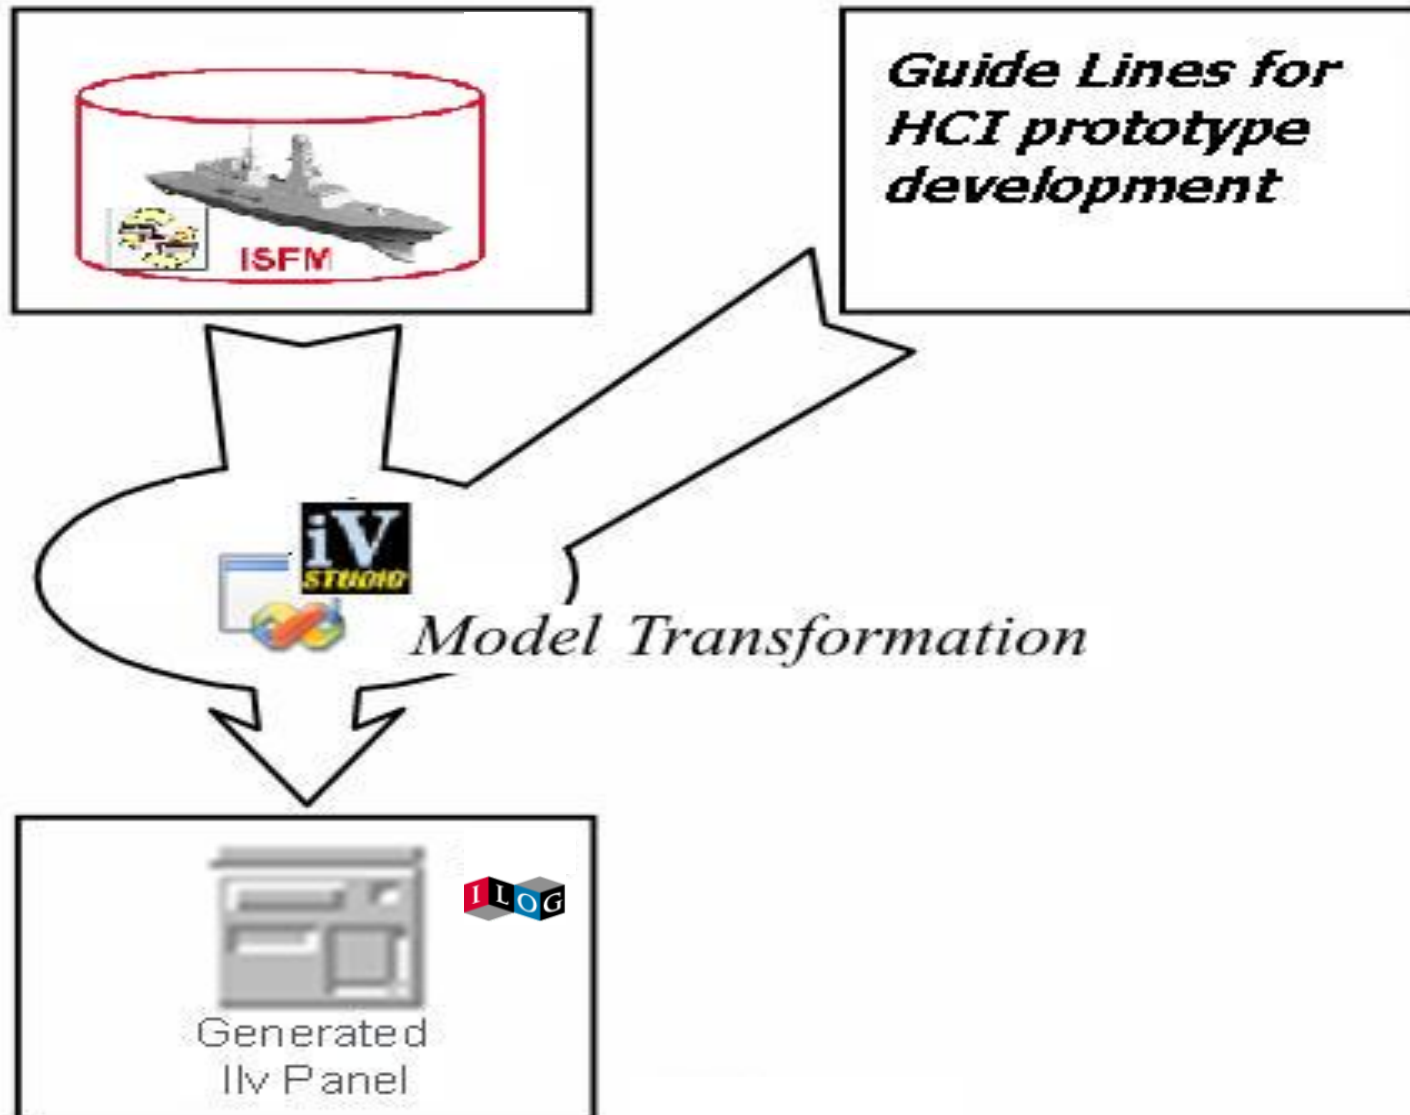 Guide Lines for
HCI prototype
development
ISFM
iV
STUDIO
Model Transformation
ILOG
Generated
Ilv Panel